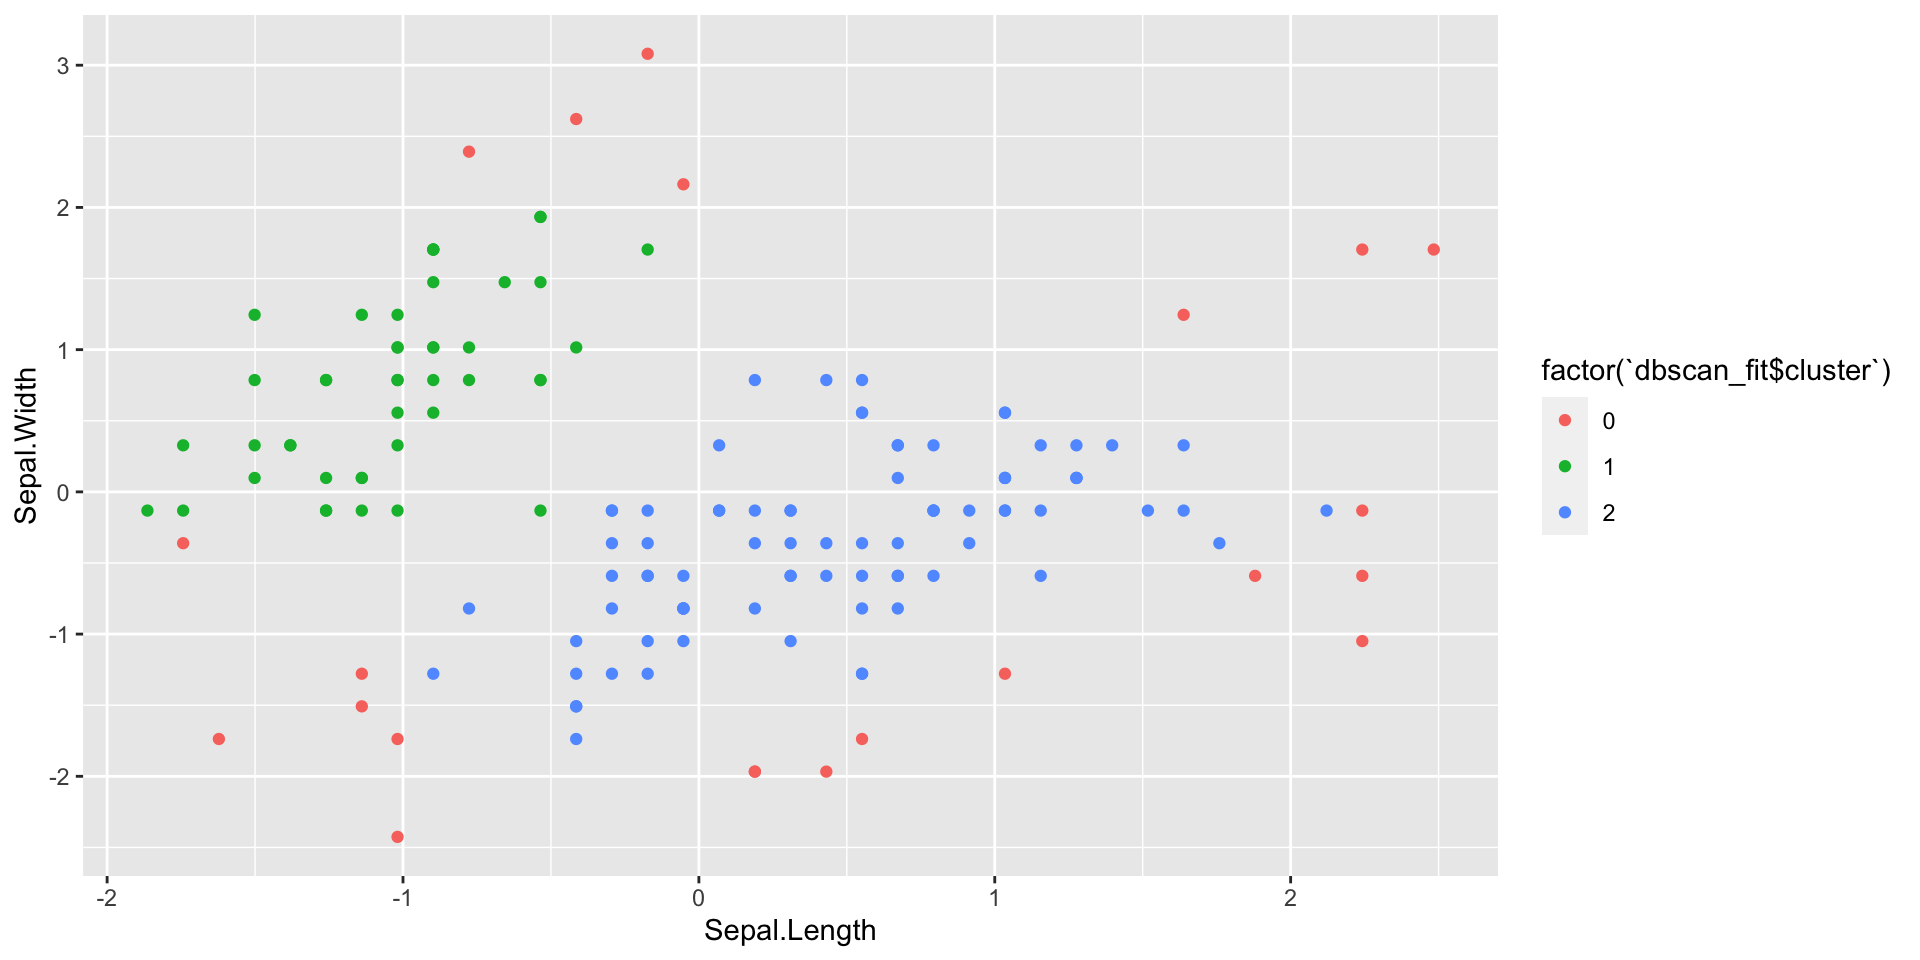 3
2
1
0
-1
-2
Sepal.Width
-2 -1 0 1 2
Sepal.Length
factor(`dbscan_fit$cluster`)
0
1
2